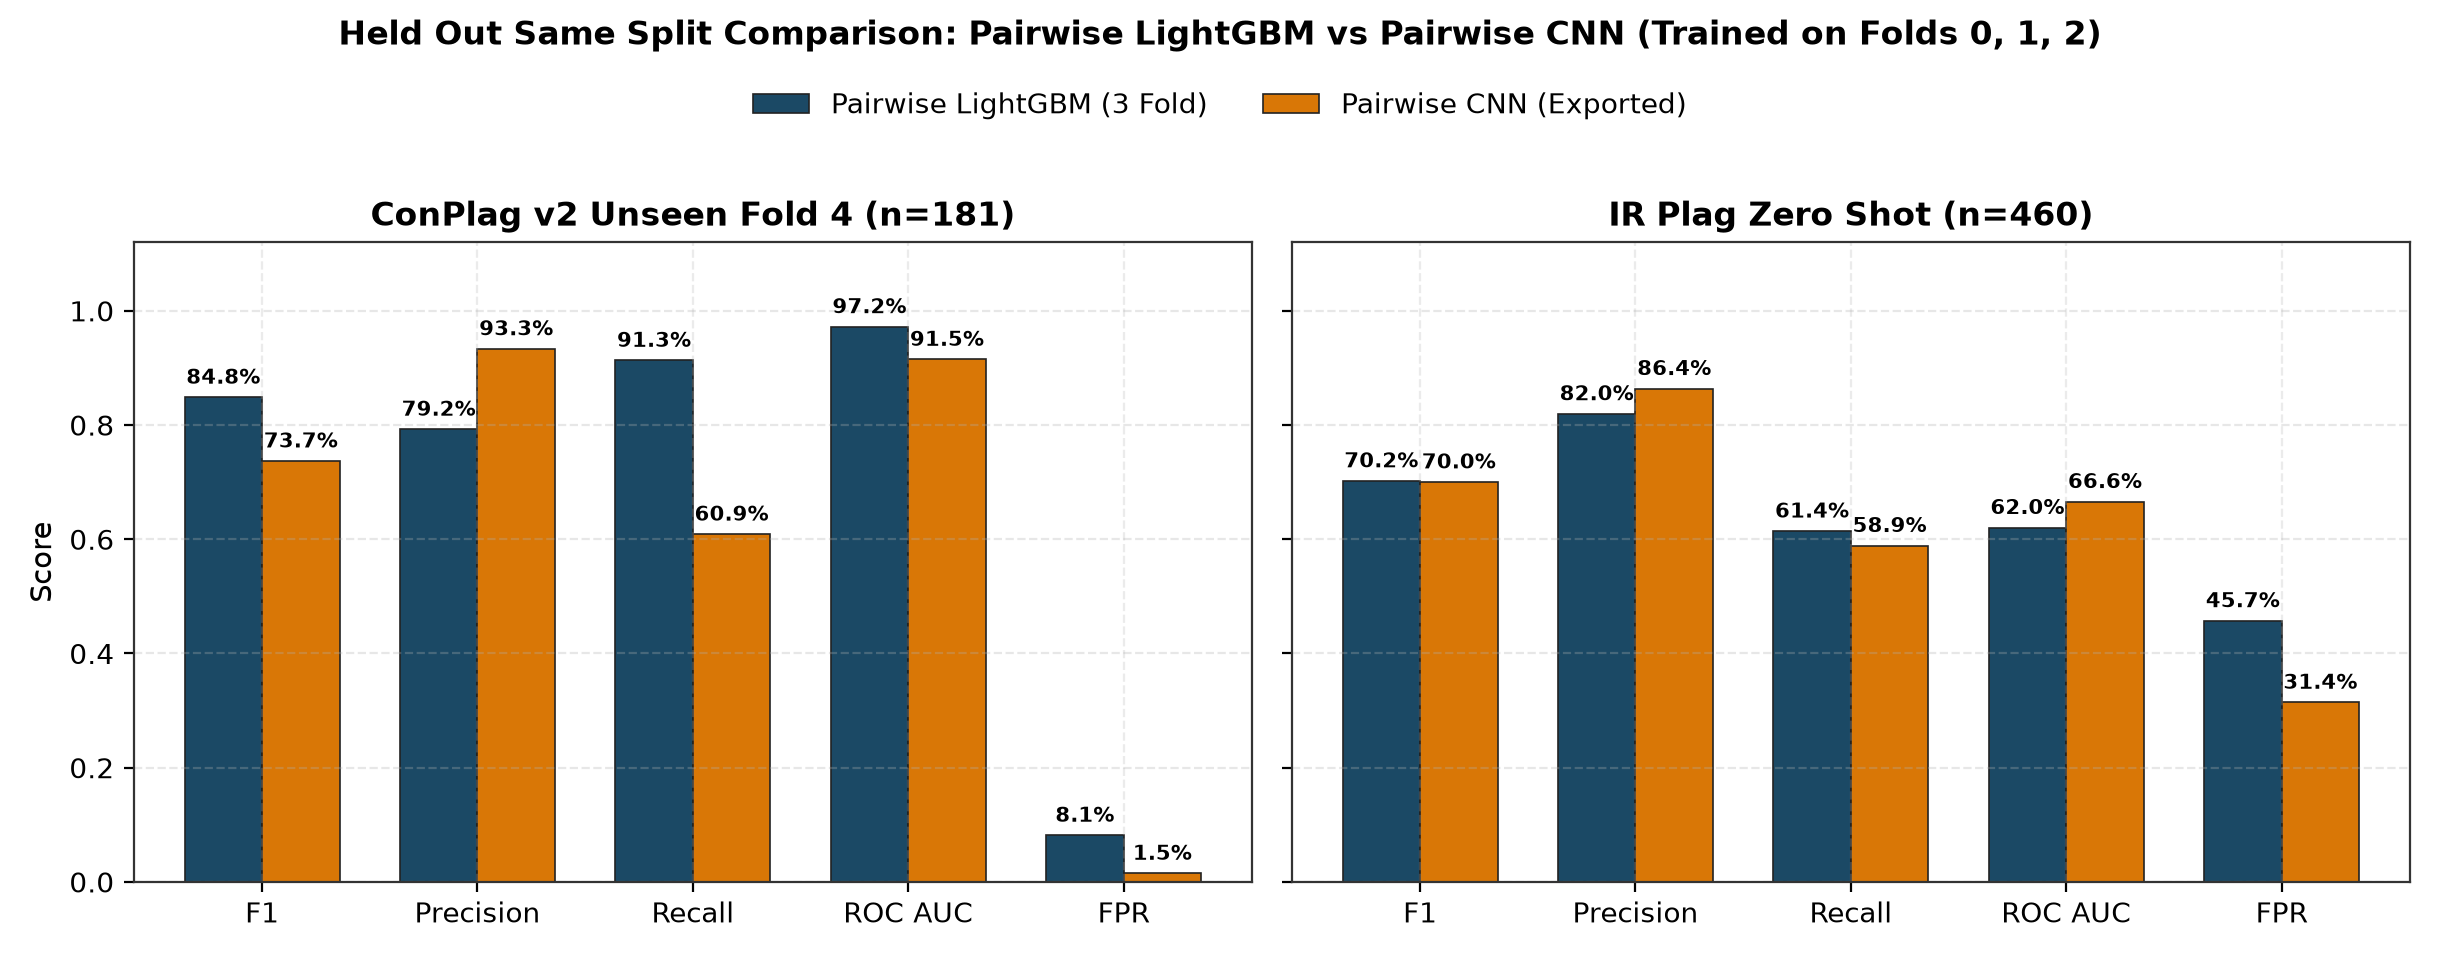 Held Out Same Split Comparison: Pairwise LightGBM vs Pairwise CNN (Trained on Folds 0, 1, 2)
Pairwise LightGBM (3 Fold)
Pairwise CNN (Exported)
ConPlag v2 Unseen Fold 4 (n=181)
Score
1.0
0.8
0.6
0.4
0.2
0.0
84.8%
73.7%
79.2%
93.3%
91.3%
60.9%
97.2%
91.5%
8.1%
1.5%
F1
Precision
Recall
ROC AUC
FPR
IR Plag Zero Shot (n=460)
70.2%
70.0%
82.0%
86.4%
61.4%
58.9%
62.0%
66.6%
45.7%
31.4%
F1
Precision
Recall
ROC AUC
FPR